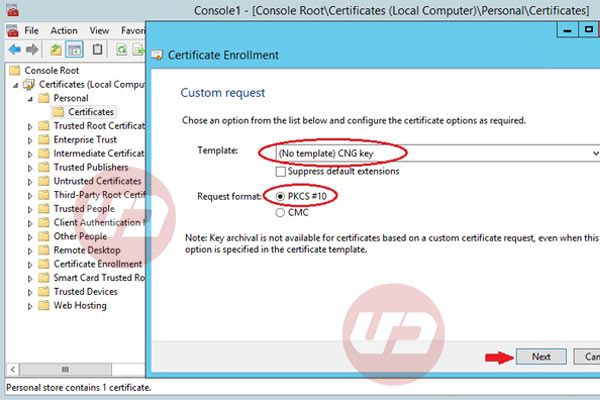 Console1 - [Console Root\Certificates (Local Computer)\Personal\Certificates]
File Action View Favori
Console Root
Certificates (Local Comput
Personal
Certificates
Trusted Root Certificat
Enterprise Trust
Intermediate Certificat
Trusted Publishers
Untrusted Certificates
Third-Party Root Certif
Trusted People
Client Authentication
Other People
Remote Desktop
Certificate Enrollment
Smart Card Trusted Ro
Trusted Devices
Web Hosting
Personal store contains 1 certificate.
Certificate Enrollment
Custom request
Chose an option from the list below and configure the certificate options as required.
Template: (No template) CNG key
Suppress default extensions
Request format: PKCS #10
CMC
Note: Key archival is not available for certificates based on a custom certificate request, even when this
option is specified in the certificate template.
Next Can